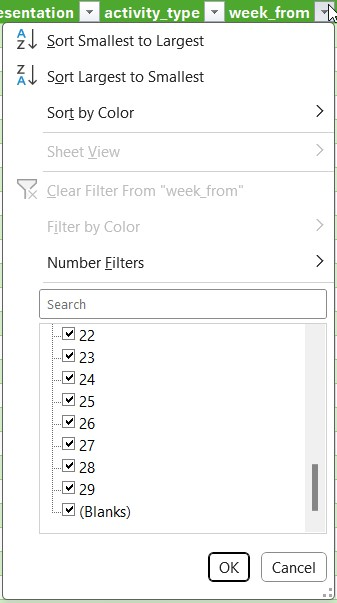 esentation activity_type week_from
Sort Smallest to Largest
Sort Largest to Smallest
Sort by Color
Sheet View
Clear Filter From "week_from"
Filter by Color
Number Filters
Search
22
23
24
25
26
27
28
29
(Blanks)
OK Cancel